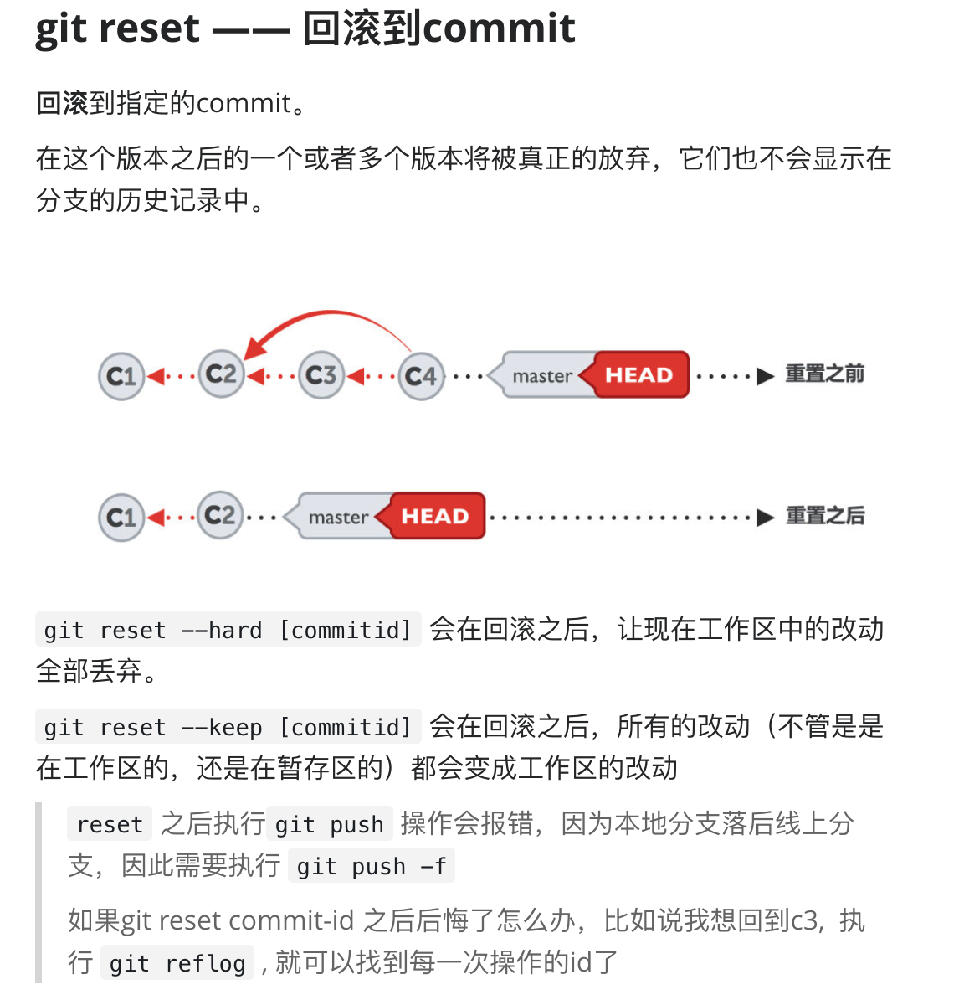 git reset —— 回滚到commit
回滚到指定的commit。
在这个版本之后的一个或者多个版本将被真正的放弃，它们也不会显示在
分支的历史记录中。
C1 C2 C3 C4 master HEAD 重置之前
C1 C2 master HEAD 重置之后
git reset --hard [commitid] 会在回滚之后，让现在工作区中的改动
全部丢弃。
git reset --keep [commitid] 会在回滚之后，所有的改动（不管是是
在工作区的，还是在暂存区的）都会变成工作区的改动
reset 之后执行git push 操作会报错，因为本地分支落后线上分
支，因此需要执行 git push -f
如果git reset commit-id 之后后悔了怎么办，比如说我想回到c3, 执
行 git reflog , 就可以找到每一次操作的id了